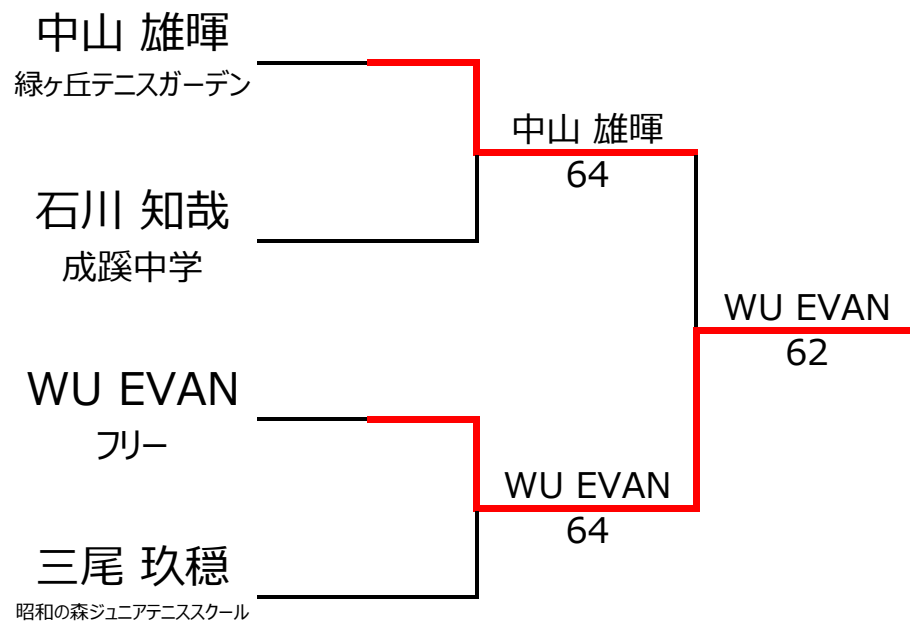 中山 雄暉
緑ヶ丘テニスガーデン
中山 雄暉
64
石川 知哉
成蹊中学
WU EVAN
62
WU EVAN
フリー
WU EVAN
64
三尾 玖穏
昭和の森ジュニアテニススクール